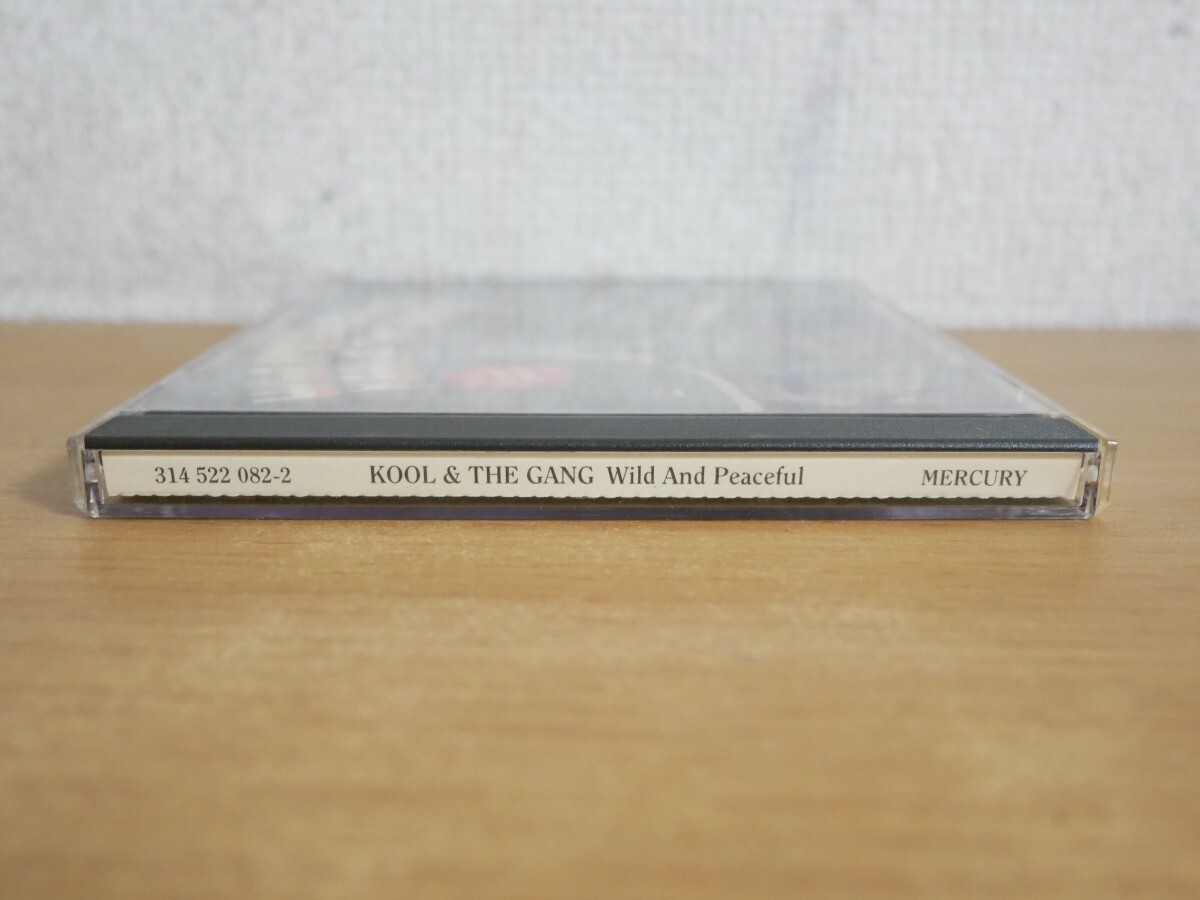 314 522 082-2 KOOL & THE GANG Wild And Peaceful MERCURY